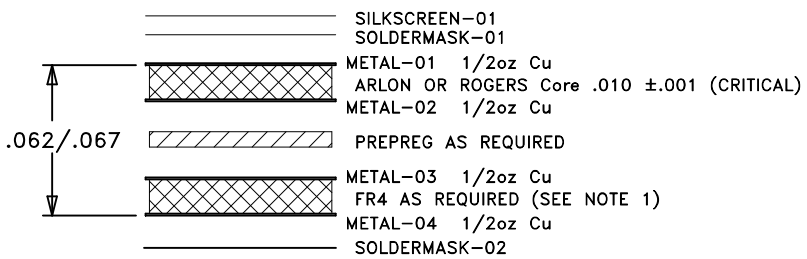 SILKSCREEN-01
SOLDERMASK-01
METAL-01 1/2oz Cu
ARLON OR ROGERS Core .010 ±.001 (CRITICAL)
METAL-02 1/2oz Cu
.062/.067
PREPREG AS REQUIRED
METAL-03 1/2oz Cu
FR4 AS REQUIRED (SEE NOTE 1)
METAL-04 1/2oz Cu
SOLDERMASK-02